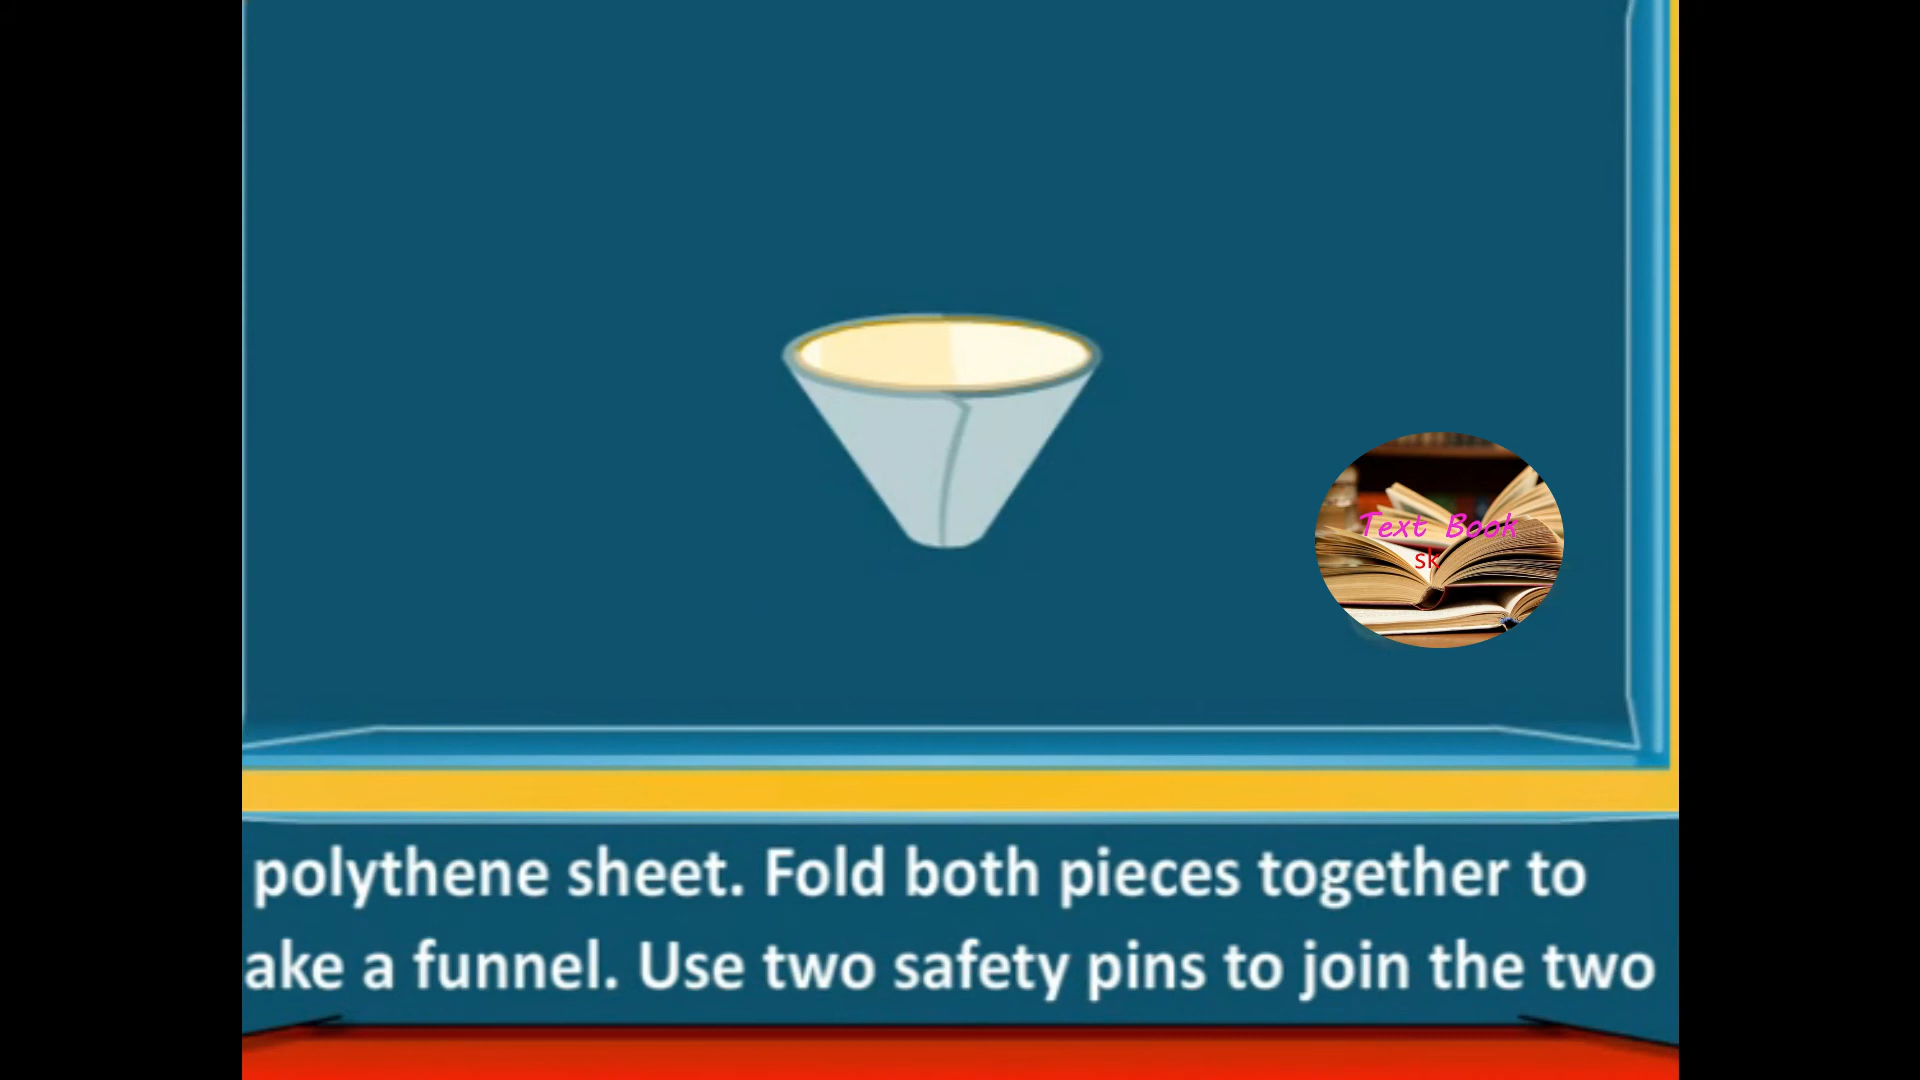 Text Book
sk
polythene sheet. Fold both pieces together to
ake a funnel. Use two safety pins to join the two